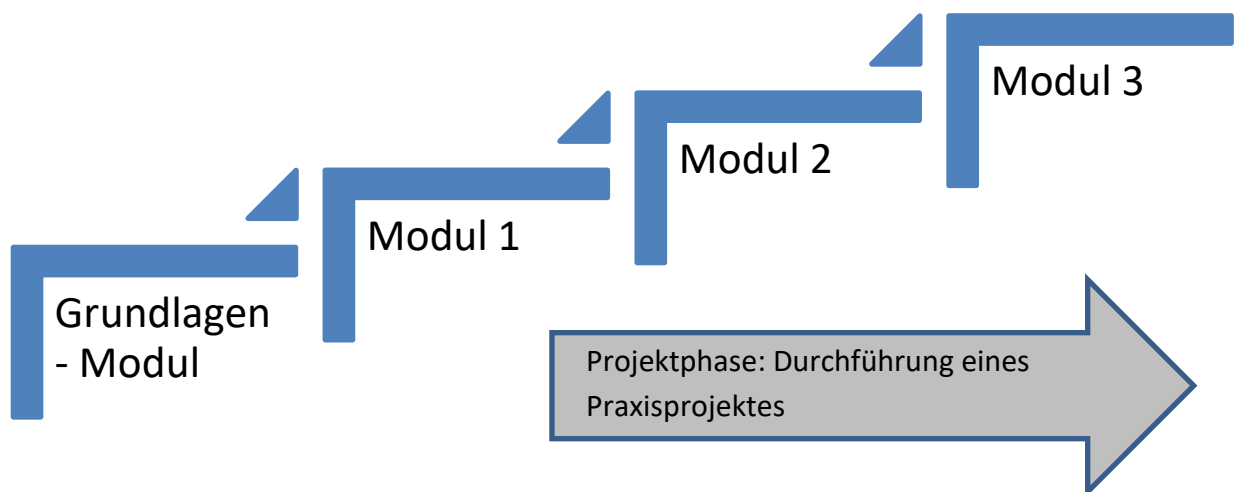 Modul 3
Modul 2
Modul 1
Grundlagen
- Modul
Projektphase: Durchführung eines
Praxisprojektes